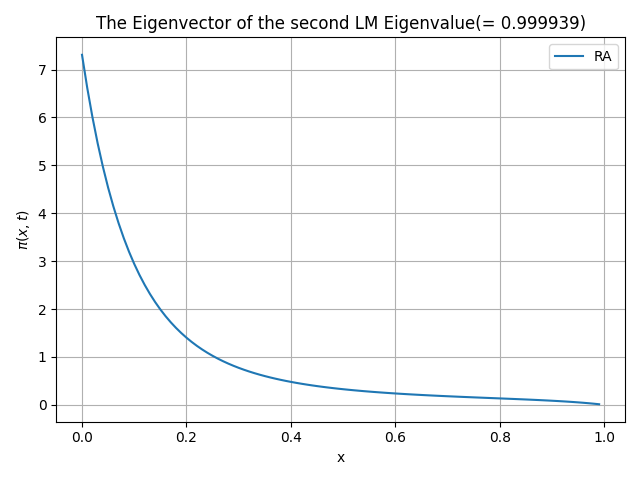 The Eigenvector of the second LM Eigenvalue(= 0.999939)
RA
7
6
5
4
3
2
1
0
π(x, t)
0.0 0.2 0.4 0.6 0.8 1.0
x